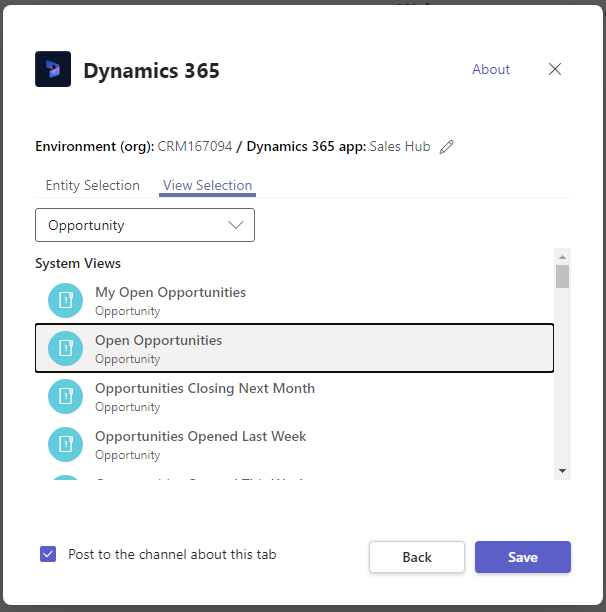 Dynamics 365
About
Environment (org): CRM167094 / Dynamics 365 app: Sales Hub
Entity Selection View Selection
Opportunity
System Views
My Open Opportunities
Opportunity
Open Opportunities
Opportunity
Opportunities Closing Next Month
Opportunity
Opportunities Opened Last Week
Opportunity
Post to the channel about this tab
Back
Save